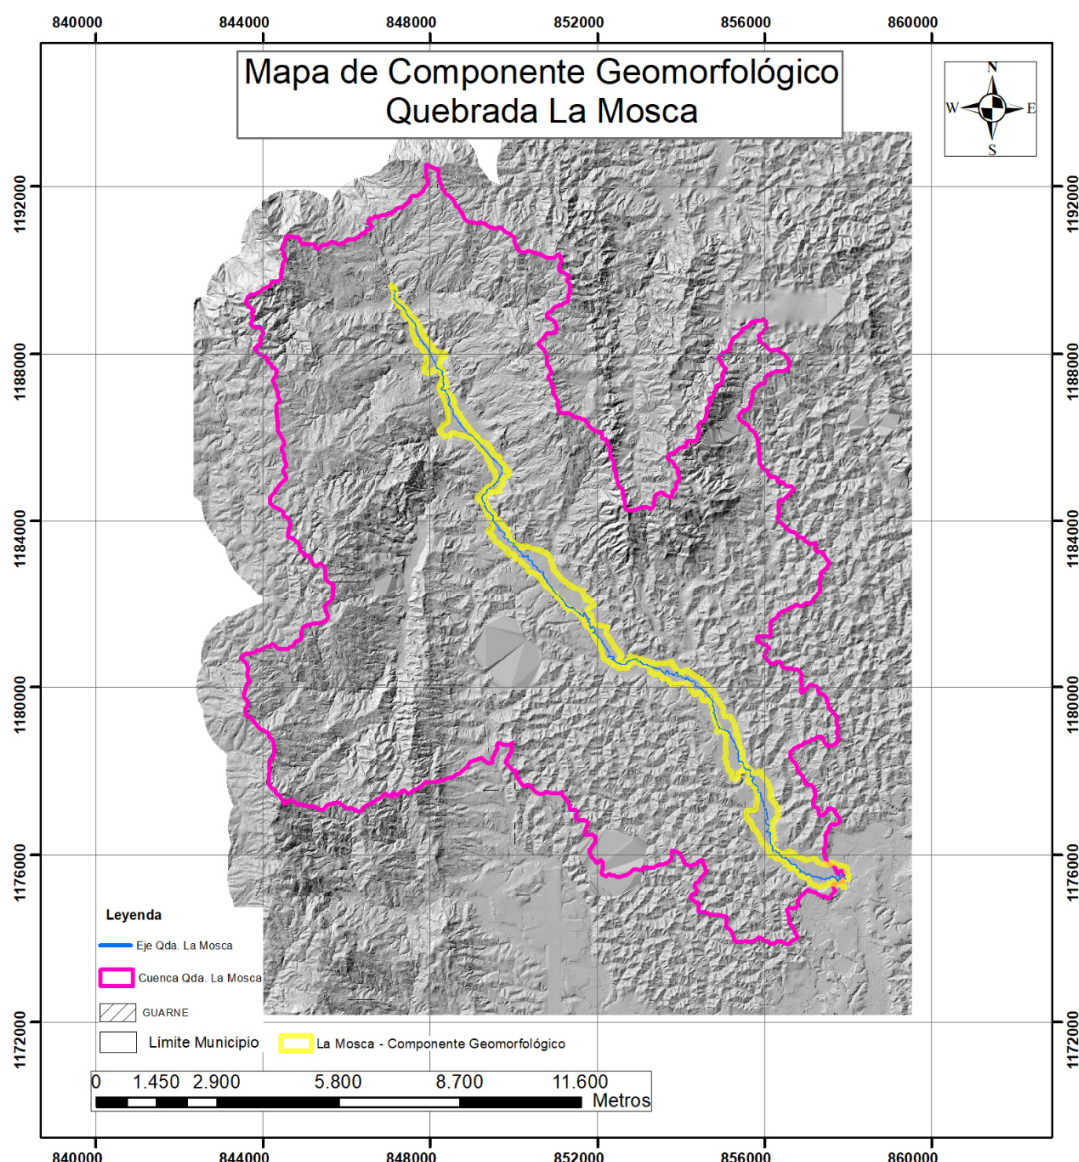 840000 844000 848000 852000 856000 860000
Mapa de Componente Geomorfológico
Quebrada La Mosca
N
W E
S
1192000 1192000
1188000 1188000
1184000 1184000
1180000 1180000
1176000 1176000
1172000 1172000
Leyenda
Eje Qda. La Mosca
Cuenca Qda. La Mosca
GUARNE
Límite Municipio
La Mosca - Componente Geomorfológico
0 1.450 2.900 5.800 8.700 11.600
Metros
840000 844000 848000 852000 856000 860000